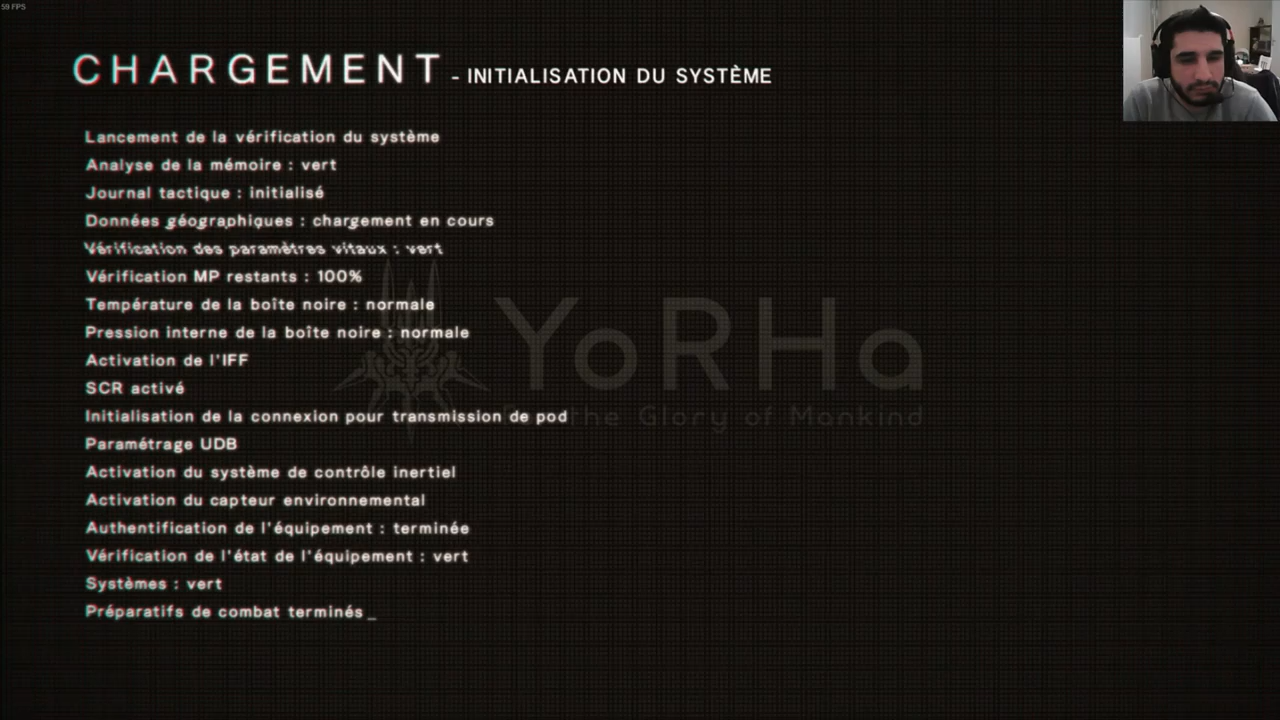 59 FPS
CHARGEMENT - INITIALISATION DU SYSTÈME
Lancement de la vérification du système
Analyse de la mémoire : vert
Journal tactique : initialisé
Données géographiques : chargement en cours
Vérification des paramètres vitaux : vert
Vérification MP restants : 100%
Température de la boîte noire : normale
Pression interne de la boîte noire : normale
Activation de l'IFF
SCR activé
Initialisation de la connexion pour transmission de pod
Paramétrage UDB
Activation du système de contrôle inertiel
Activation du capteur environnemental
Authentification de l'équipement : terminée
Vérification de l'état de l'équipement : vert
Systèmes : vert
Préparatifs de combat terminés_
YoRHa
the Glory of Mankind